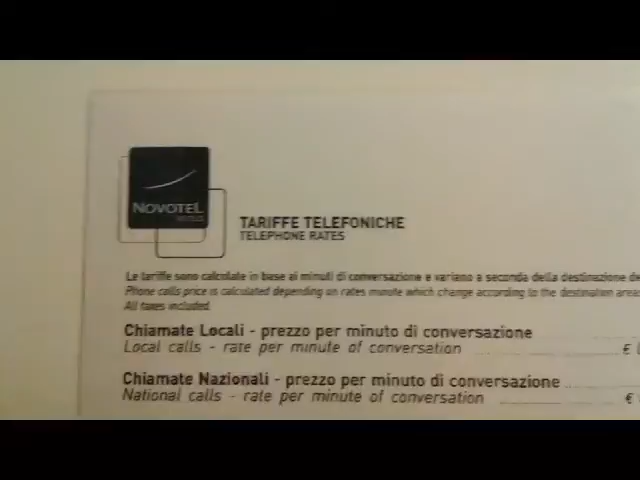 NOVOTEL
TARIFFE TELEFONICHE
TELEPHONE RATES
Le tariffe sono calcolate in base ai minuti di conversazione e variano a seconda della destinazione
Phone calls price is calculated depending on rates minute which change according to the destination
All taxes included
Chiamate Locali - prezzo per minuto di conversazione
Local calls - rate per minute of conversation €
Chiamate Nazionali - prezzo per minuto di conversazione
National calls - rate per minute of conversation €